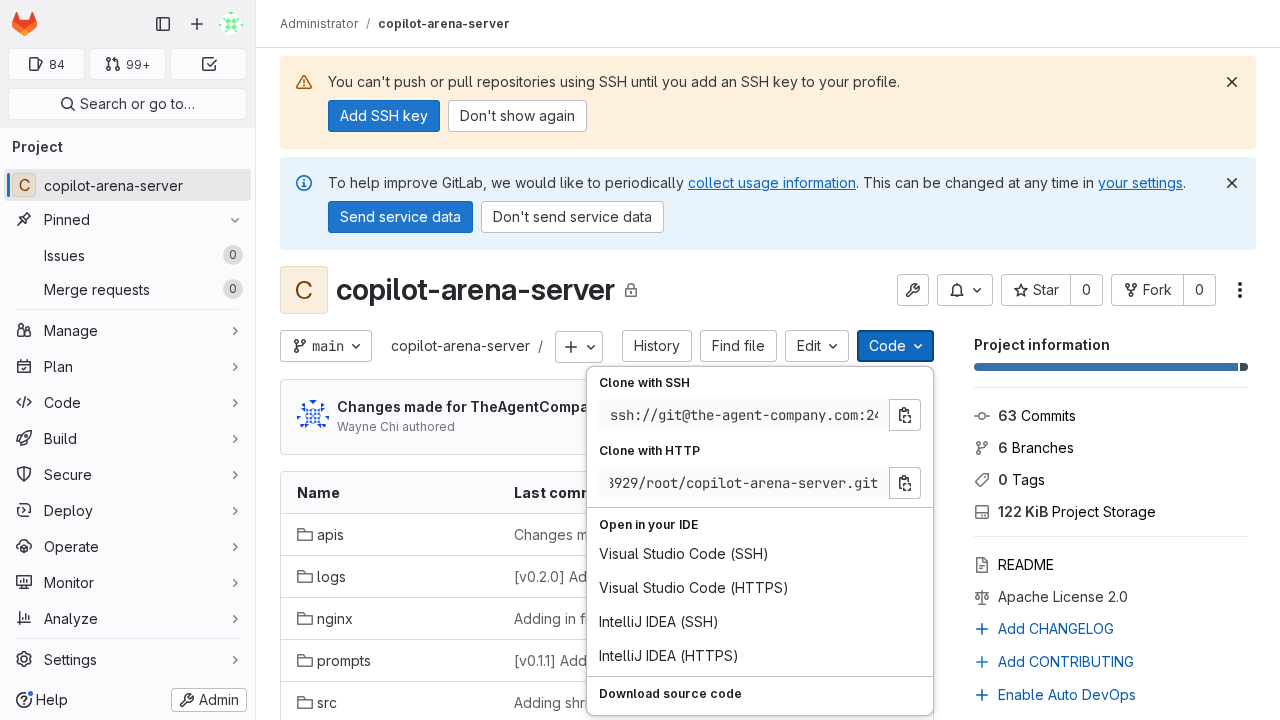 Administrator / copilot-arena-server
84
99+
Search or go to…
Project
C copilot-arena-server
Pinned
Issues 0
Merge requests 0
Manage
Plan
Code
Build
Secure
Deploy
Operate
Monitor
Analyze
Settings
Help
Admin
You can't push or pull repositories using SSH until you add an SSH key to your profile.
Add SSH key
Don't show again
To help improve GitLab, we would like to periodically collect usage information. This can be changed at any time in your settings.
Send service data
Don't send service data
C copilot-arena-server
Star 0
Fork 0
main
copilot-arena-server /
History
Find file
Edit
Code
Changes made for TheAgentCompa
Wayne Chi authored
Name
Last comm
apis
Changes m
logs
[v0.2.0] Ad
nginx
Adding in f
prompts
[v0.1.1] Add
src
Adding shr
Clone with SSH
ssh://git@the-agent-company.com:24
Clone with HTTP
8929/root/copilot-arena-server.git
Open in your IDE
Visual Studio Code (SSH)
Visual Studio Code (HTTPS)
IntelliJ IDEA (SSH)
IntelliJ IDEA (HTTPS)
Download source code
Project information
63 Commits
6 Branches
0 Tags
122 KiB Project Storage
README
Apache License 2.0
Add CHANGELOG
Add CONTRIBUTING
Enable Auto DevOps